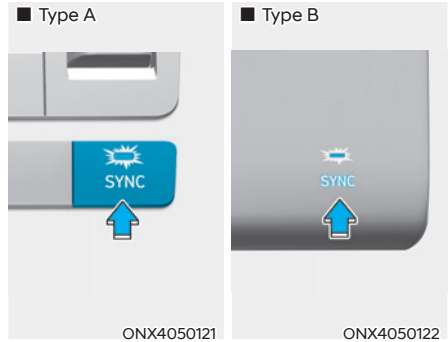 ■ Type A
SYNC
ONX4050121
■ Type B
SYNC
ONX4050122